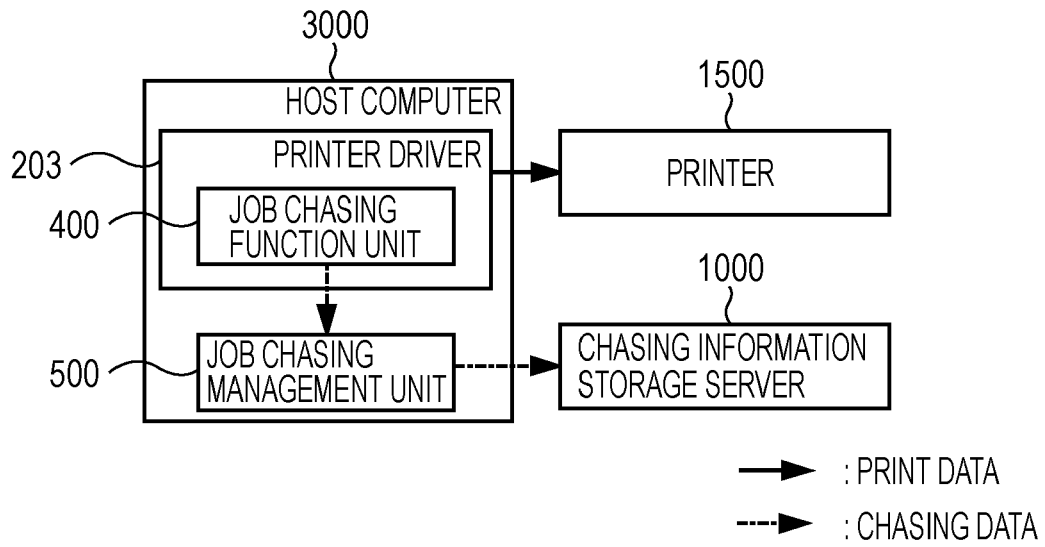 3000
HOST COMPUTER
1500
203
PRINTER DRIVER
PRINTER
400
JOB CHASING
FUNCTION UNIT
1000
500
JOB CHASING
MANAGEMENT UNIT
CHASING INFORMATION
STORAGE SERVER
: PRINT DATA
: CHASING DATA